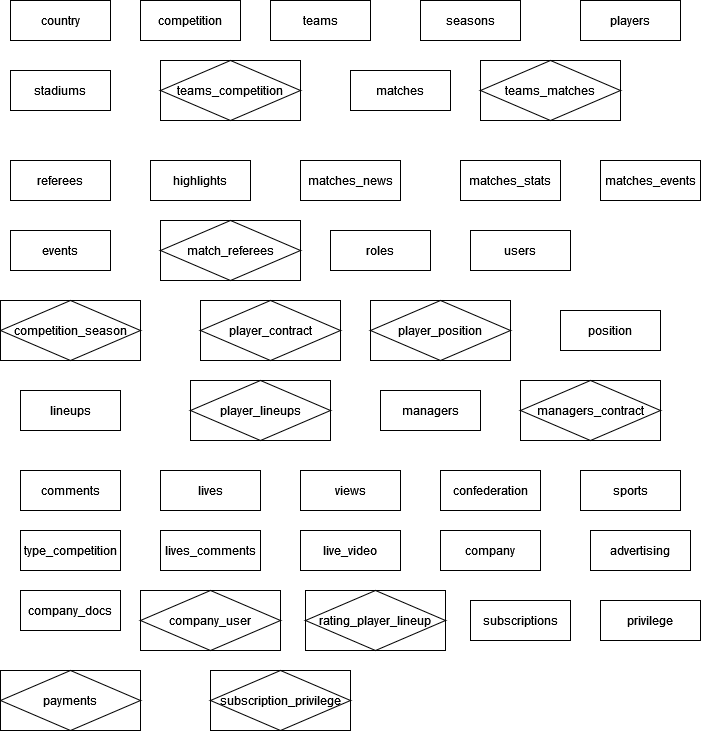 country
competition
teams
seasons
players
stadiums
teams_competition
matches
teams_matches
referees
highlights
matches_news
matches_stats
matches_events
events
match_referees
roles
users
competition_season
player_contract
player_position
position
lineups
player_lineups
managers
managers_contract
comments
lives
views
confederation
sports
type_competition
lives_comments
live_video
company
advertising
company_docs
company_user
rating_player_lineup
subscriptions
privilege
payments
subscription_privilege